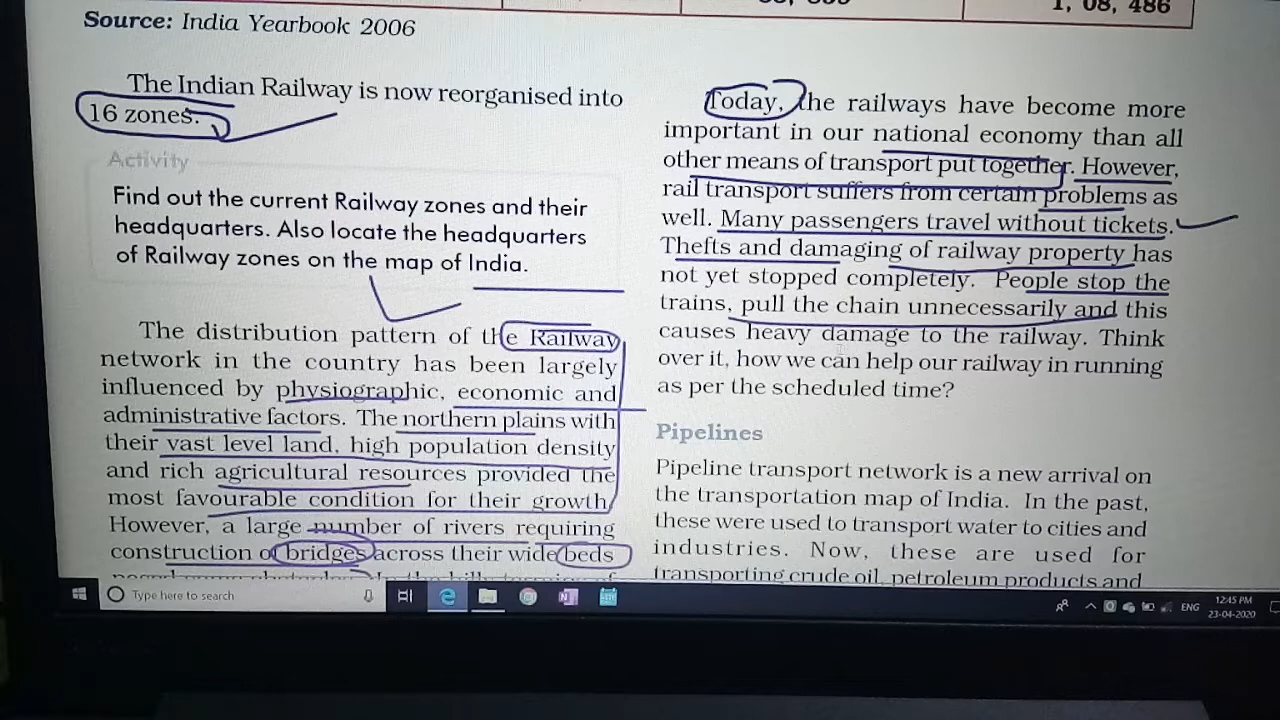 1, 08, 486
Source: India Yearbook 2006
The Indian Railway is now reorganised into
16 zones.
Activity
Find out the current Railway zones and their
headquarters. Also locate the headquarters
of Railway zones on the map of India.
The distribution pattern of the Railway
network in the country has been largely
influenced by physiographic, economic and
administrative factors. The northern plains with
their vast level land, high population density
and rich agricultural resources provided the
most favourable condition for their growth.
However, a large number of rivers requiring
construction of bridges across their wide beds
Today, the railways have become more
important in our national economy than all
other means of transport put together. However,
rail transport suffers from certain problems as
well. Many passengers travel without tickets.
Thefts and damaging of railway property has
not yet stopped completely. People stop the
trains, pull the chain unnecessarily and this
causes heavy damage to the railway. Think
over it, how we can help our railway in running
as per the scheduled time?
Pipelines
Pipeline transport network is a new arrival on
the transportation map of India. In the past,
these were used to transport water to cities and
industries. Now, these are used for
transporting crude oil, petroleum products and
Type here to search
ENG
12:45 PM
23-04-2020